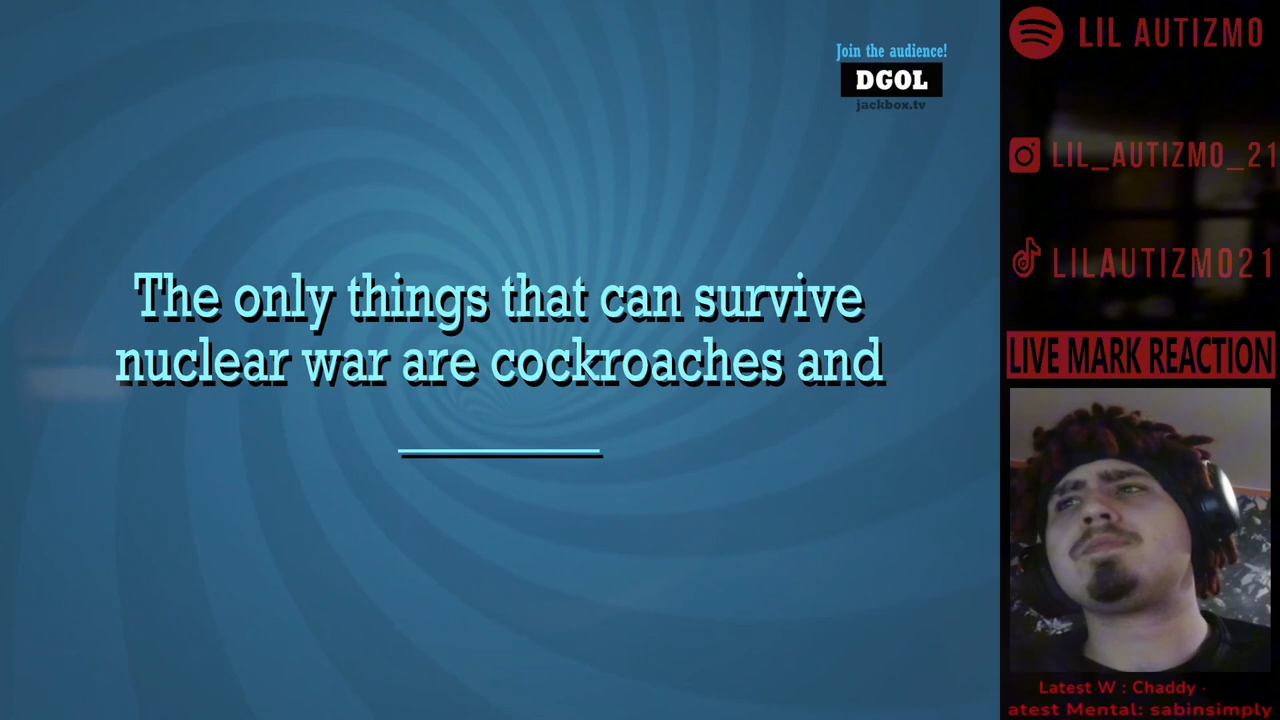 Join the audience!
DGOL
jackbox.tv
The only things that can survive
nuclear war are cockroaches and
LIL AUTIZMO
LIL_AUTIZMO_21
LILAUTIZMO21
LIVE MARK REACTION
Latest W : Chaddy -
atest Mental: sabinsimply